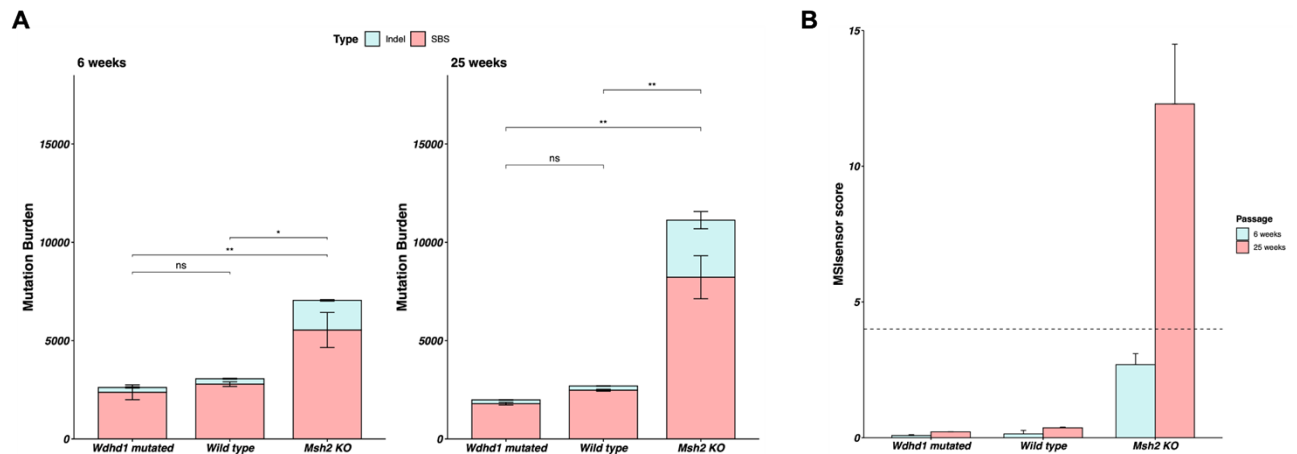 A
Type Indel SBS
6 weeks
Mutation Burden
15000
10000
5000
0
*
**
ns
Wdhd1 mutated Wild type Msh2 KO
25 weeks
Mutation Burden
15000
10000
5000
0
**
**
ns
Wdhd1 mutated Wild type Msh2 KO
B
MSIsensor score
15
10
5
0
Wdhd1 mutated Wild type Msh2 KO
Passage
6 weeks
25 weeks